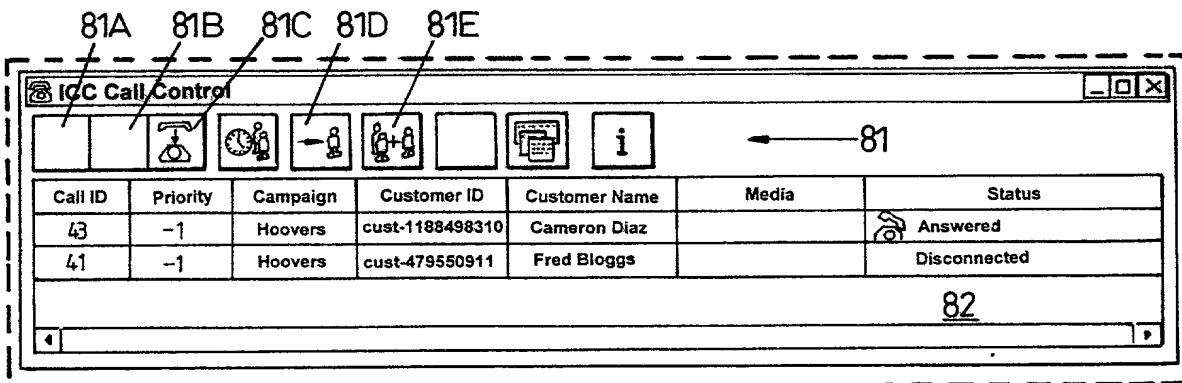 81A 81B 81C 81D 81E
ICC Call Control
i 81
Call ID Priority Campaign Customer ID Customer Name Media Status
43 -1 Hoovers cust-1188498310 Cameron Diaz Answered
41 -1 Hoovers cust-479550911 Fred Bloggs Disconnected
82